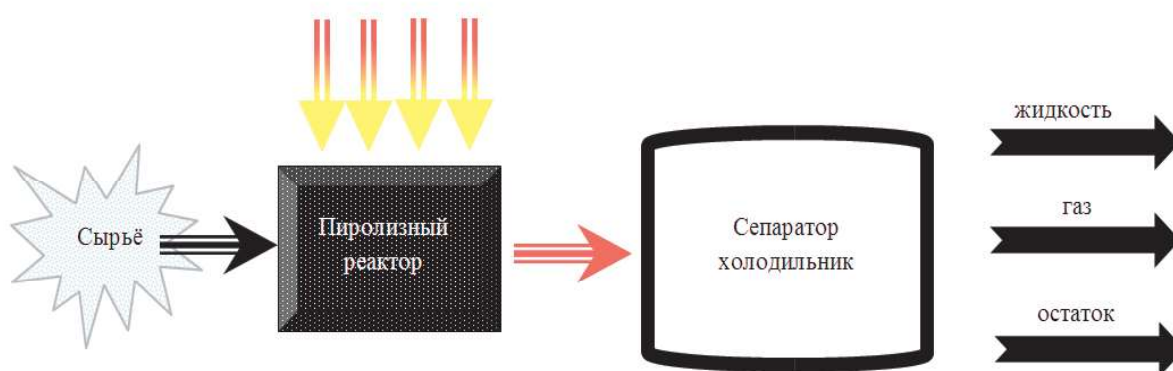 Сырьё
Пиролизный
реактор
Сепаратор
холодильник
жидкость
газ
остаток